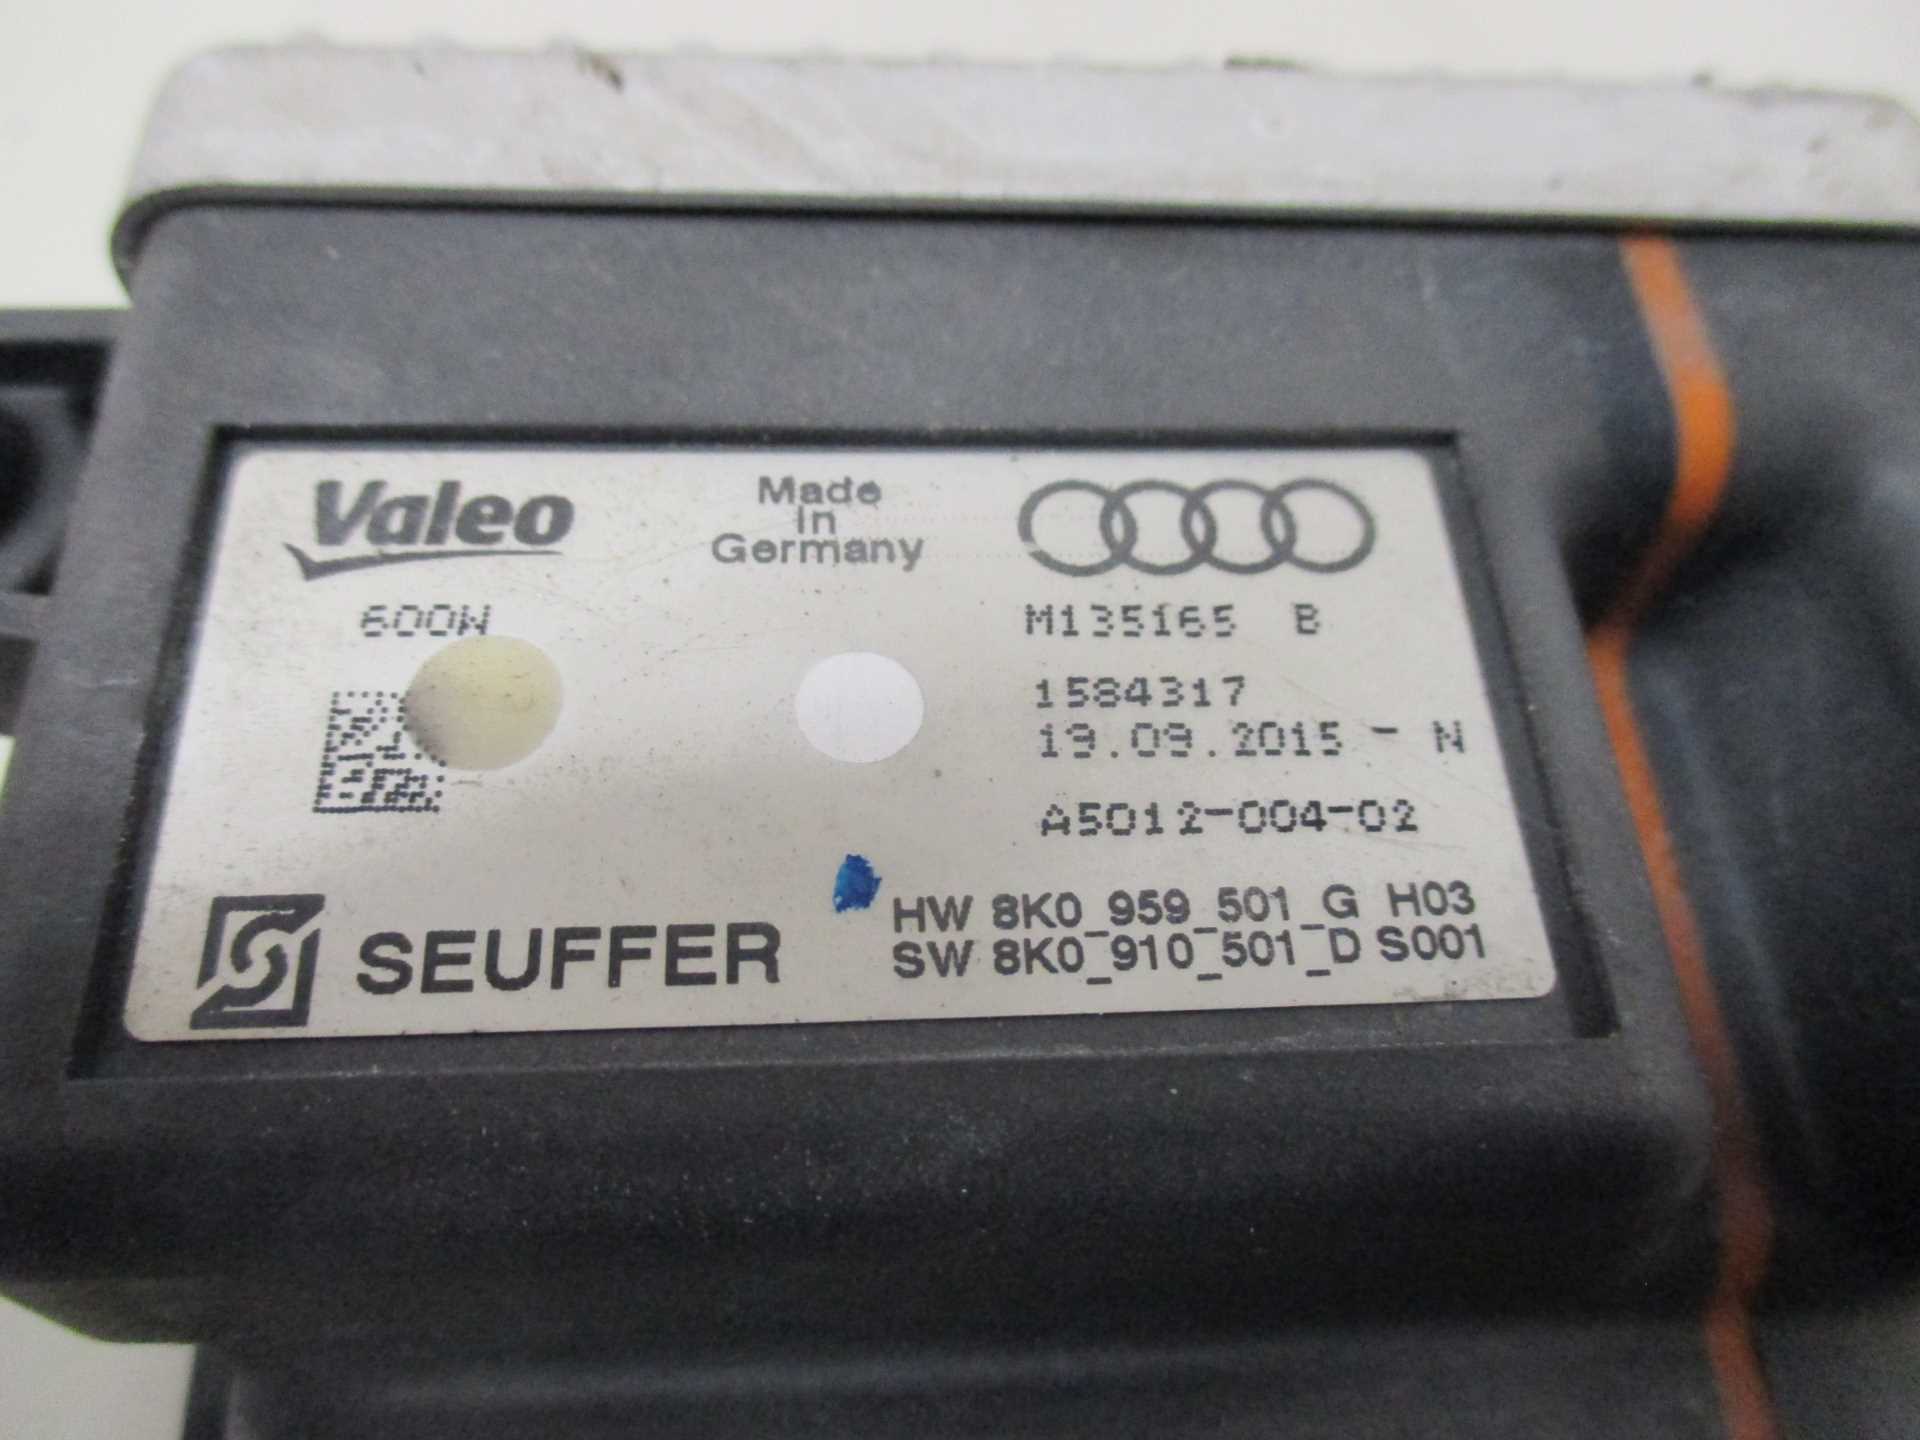 Valeo
Made
in
Germany
600W
M135165 B
1584317
19.09.2015 - N
A5012-004-02
SEUFFER
HW 8K0_959_501_G H03
SW 8K0_910_501_D S001